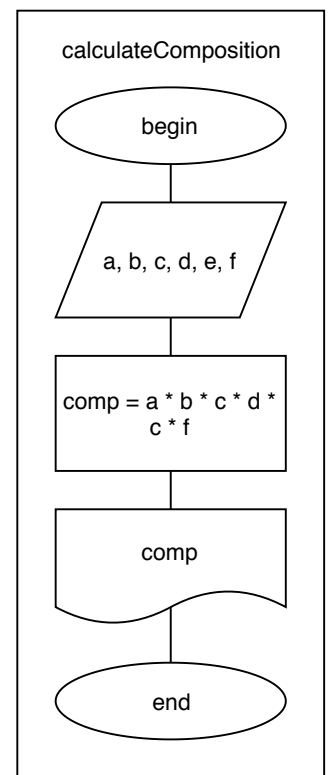 calculateComposition
begin
a, b, c, d, e, f
comp = a * b * c * d *
c * f
comp
end